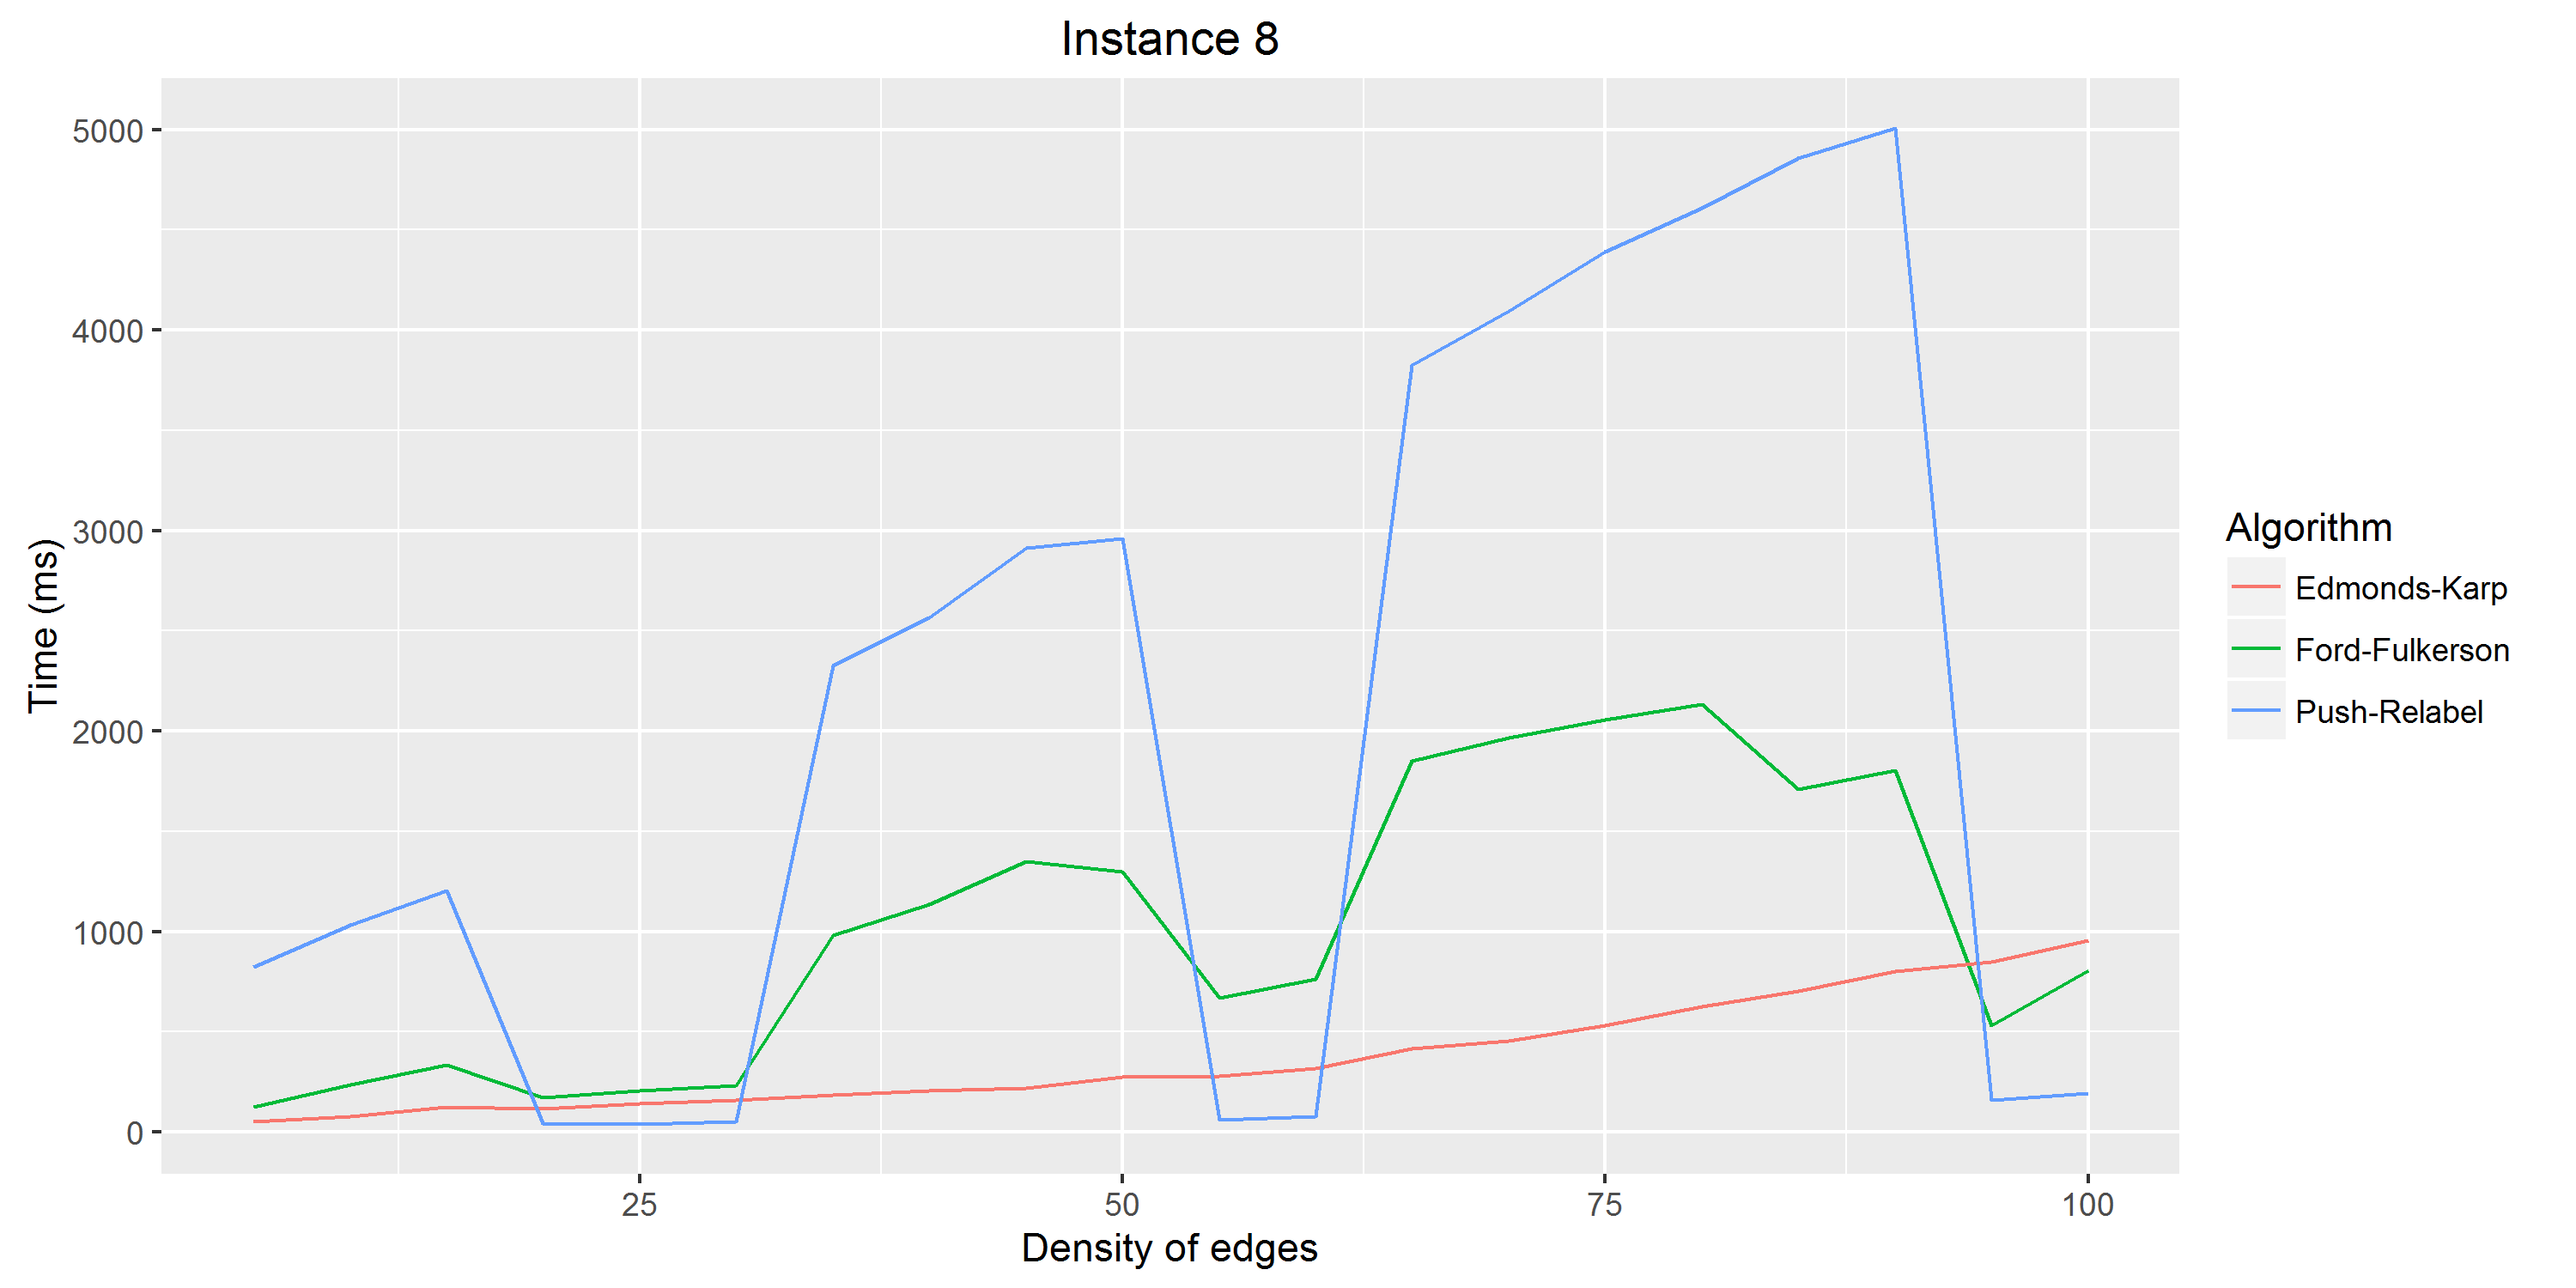 Instance 8
Time (ms)
5000
4000
3000
2000
1000
0
25 50 75 100
Density of edges
Algorithm
Edmonds-Karp
Ford-Fulkerson
Push-Relabel